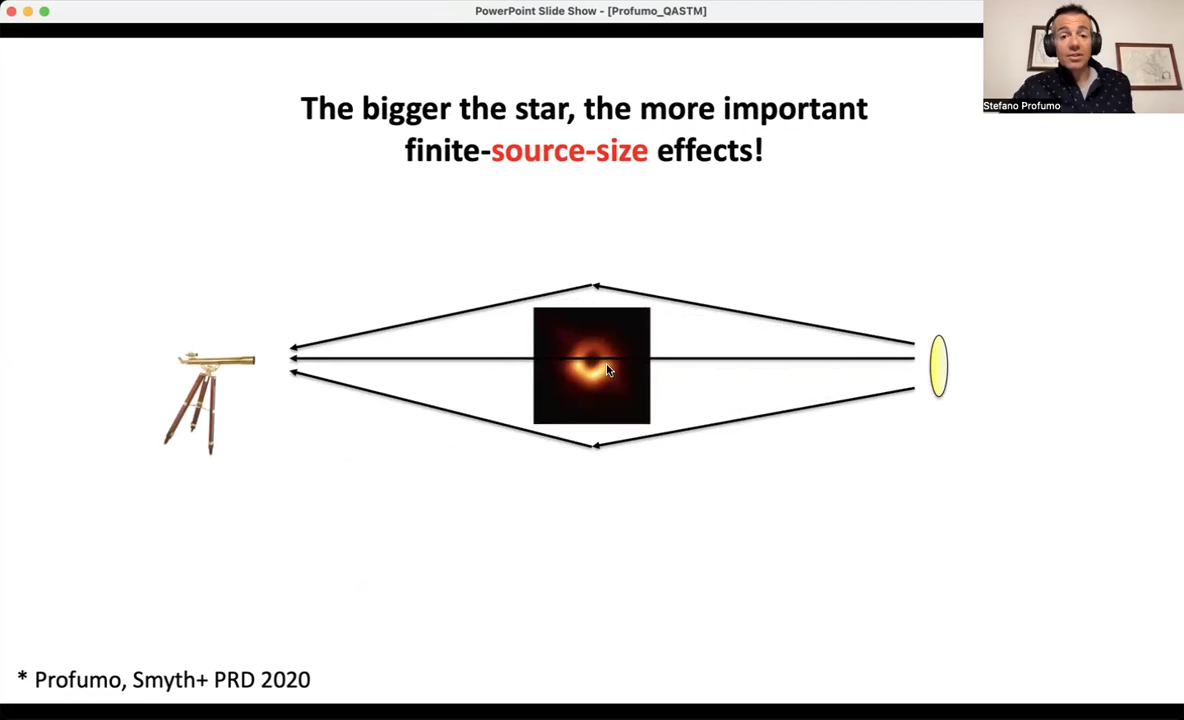 PowerPoint Slide Show - [Profumo_QASTM]
Stefano Profumo
The bigger the star, the more important
finite-source-size effects!
* Profumo, Smyth+ PRD 2020